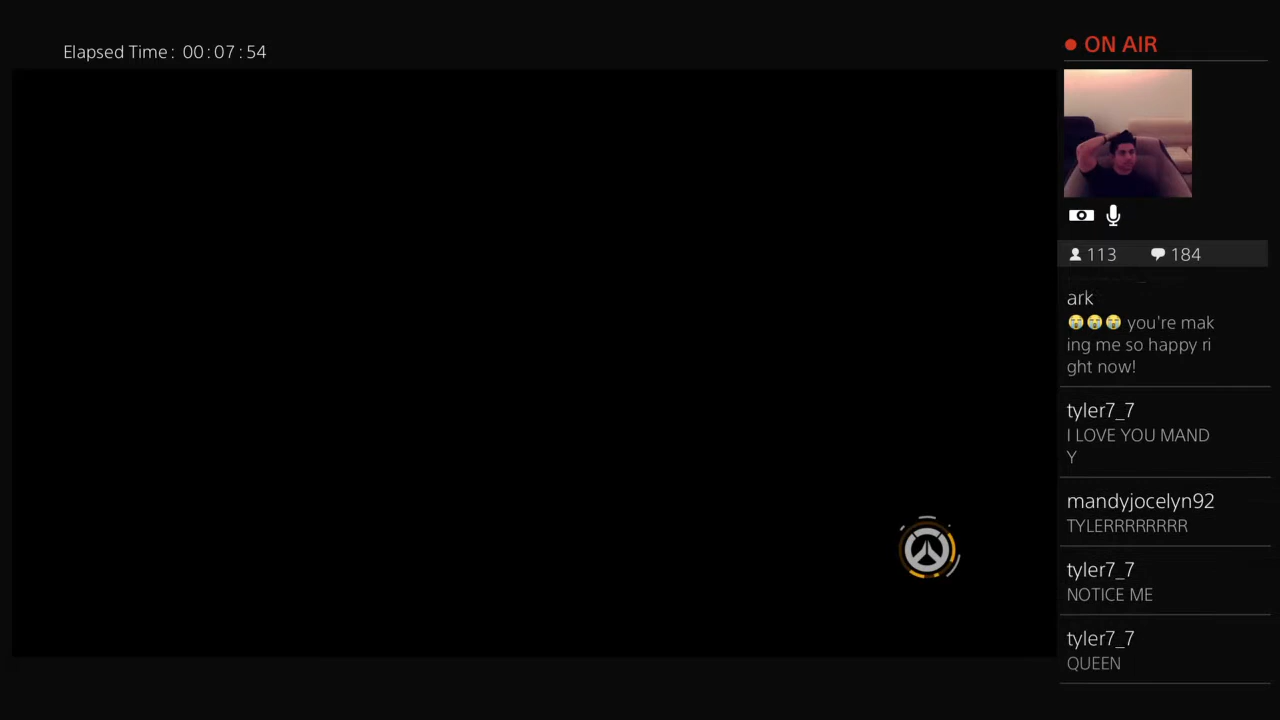 Elapsed Time: 00:07:54
ON AIR
113 184
ark
😭😭😭 you're mak
ing me so happy ri
ght now!
tyler7_7
I LOVE YOU MAND
Y
mandyjocelyn92
TYLERRRRRRRR
tyler7_7
NOTICE ME
tyler7_7
QUEEN